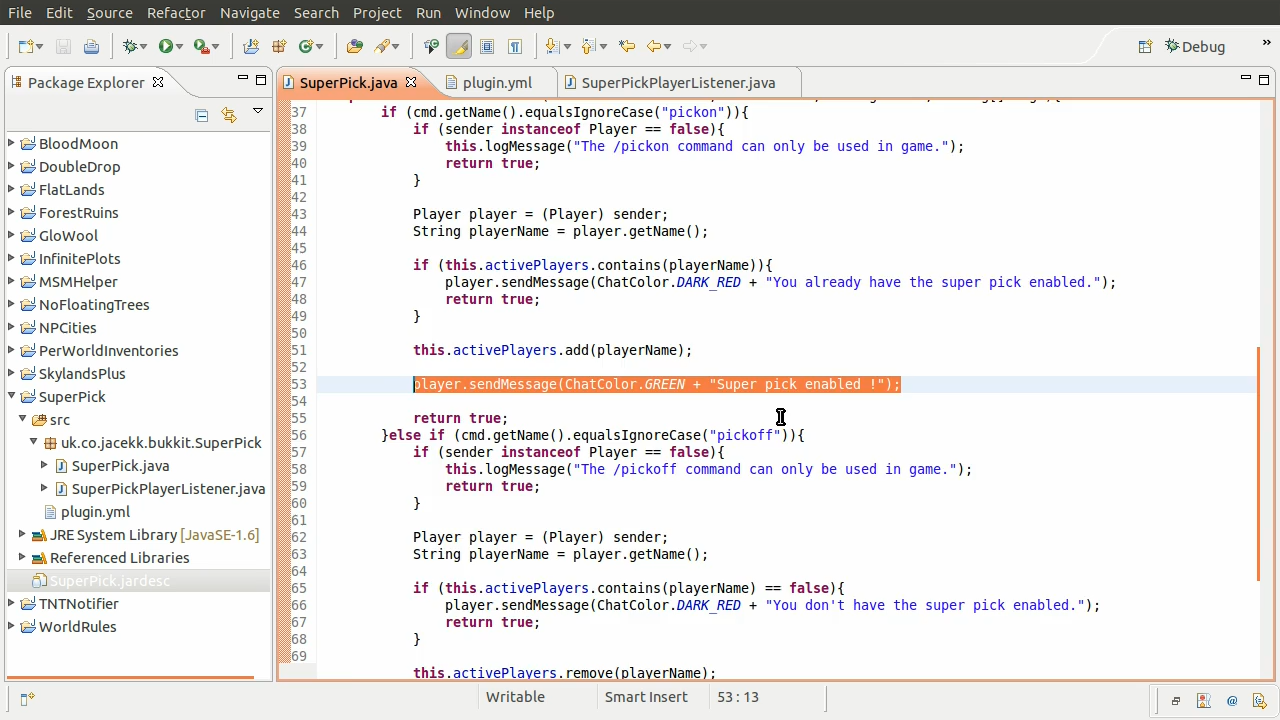 File Edit Source Refactor Navigate Search Project Run Window Help
Debug »
Package Explorer
SuperPick.java plugin.yml SuperPickPlayerListener.java
BloodMoon
DoubleDrop
FlatLands
ForestRuins
GloWool
InfinitePlots
MSMHelper
NoFloatingTrees
NPCities
PerWorldInventories
SkylandsPlus
SuperPick
src
uk.co.jacekk.bukkit.SuperPick
SuperPick.java
SuperPickPlayerListener.java
plugin.yml
JRE System Library [JavaSE-1.6]
Referenced Libraries
SuperPick.jardesc
TNTNotifier
WorldRules
37 if (cmd.getName().equalsIgnoreCase("pickon")){
38 if (sender instanceof Player == false){
39 this.logMessage("The /pickon command can only be used in game.");
40 return true;
41 }
42
43 Player player = (Player) sender;
44 String playerName = player.getName();
45
46 if (this.activePlayers.contains(playerName)){
47 player.sendMessage(ChatColor.DARK_RED + "You already have the super pick enabled.");
48 return true;
49 }
50
51 this.activePlayers.add(playerName);
52
53 player.sendMessage(ChatColor.GREEN + "Super pick enabled !");
54
55 return true;
56 }else if (cmd.getName().equalsIgnoreCase("pickoff")){
57 if (sender instanceof Player == false){
58 this.logMessage("The /pickoff command can only be used in game.");
59 return true;
60 }
61
62 Player player = (Player) sender;
63 String playerName = player.getName();
64
65 if (this.activePlayers.contains(playerName) == false){
66 player.sendMessage(ChatColor.DARK_RED + "You don't have the super pick enabled.");
67 return true;
68 }
69
this.activePlayers.remove(playerName);
Writable Smart Insert 53 : 13